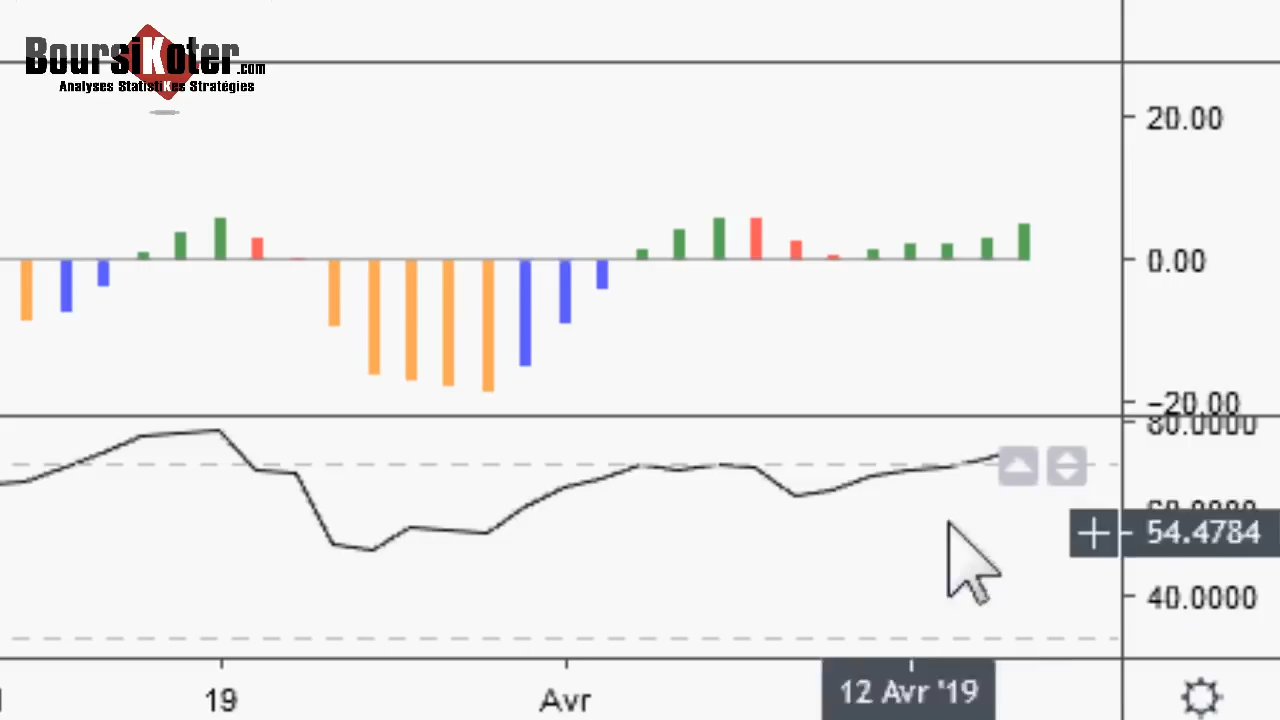 BoursiKoter.com
Analyses StatistiKes Stratégies
20.00
0.00
−20.00
80.0000
60.0000
54.4784
40.0000
19
Avr
12 Avr '19